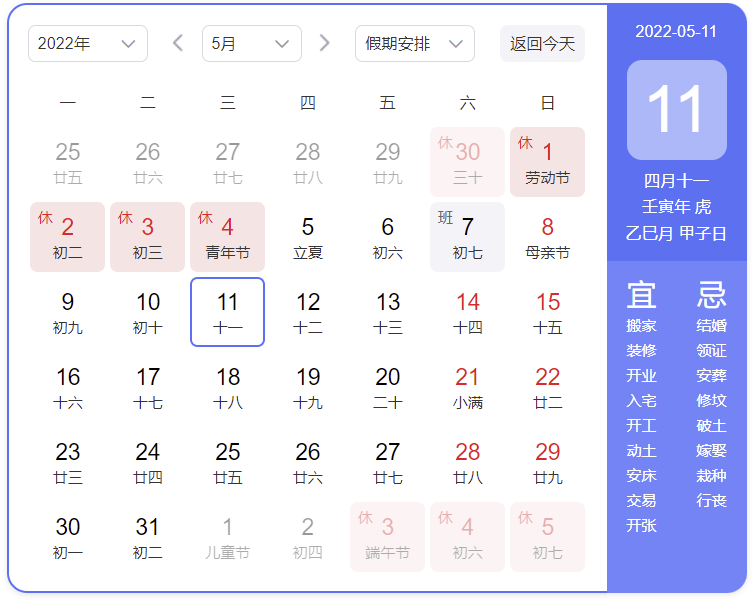 2022年 5月 假期安排 返回今天
一 二 三 四 五 六 日
25 26 27 28 29 休 30 休 1
廿五 廿六 廿七 廿八 廿九 三十 劳动节
休 2 休 3 休 4 5 6 班 7 8
初二 初三 青年节 立夏 初六 初七 母亲节
9 10 11 12 13 14 15
初九 初十 十一 十二 十三 十四 十五
16 17 18 19 20 21 22
十六 十七 十八 十九 二十 小满 廿二
23 24 25 26 27 28 29
廿三 廿四 廿五 廿六 廿七 廿八 廿九
30 31 1 2 休 3 休 4 休 5
初一 初二 儿童节 初四 端午节 初六 初七
2022-05-11
11
四月十一
壬寅年 虎
乙巳月 甲子日
宜 忌
搬家 结婚
装修 领证
开业 安葬
入宅 修坟
开工 破土
动土 嫁娶
安床 栽种
交易 行丧
开张